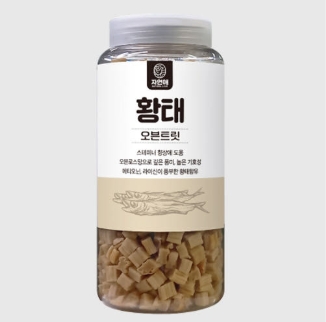 자연애
황태
오븐트릿
스테미너 향상에 도움
오븐로스팅으로 깊은 풍미, 높은 기호성
메티오닌, 라이신이 풍부한 황태함유